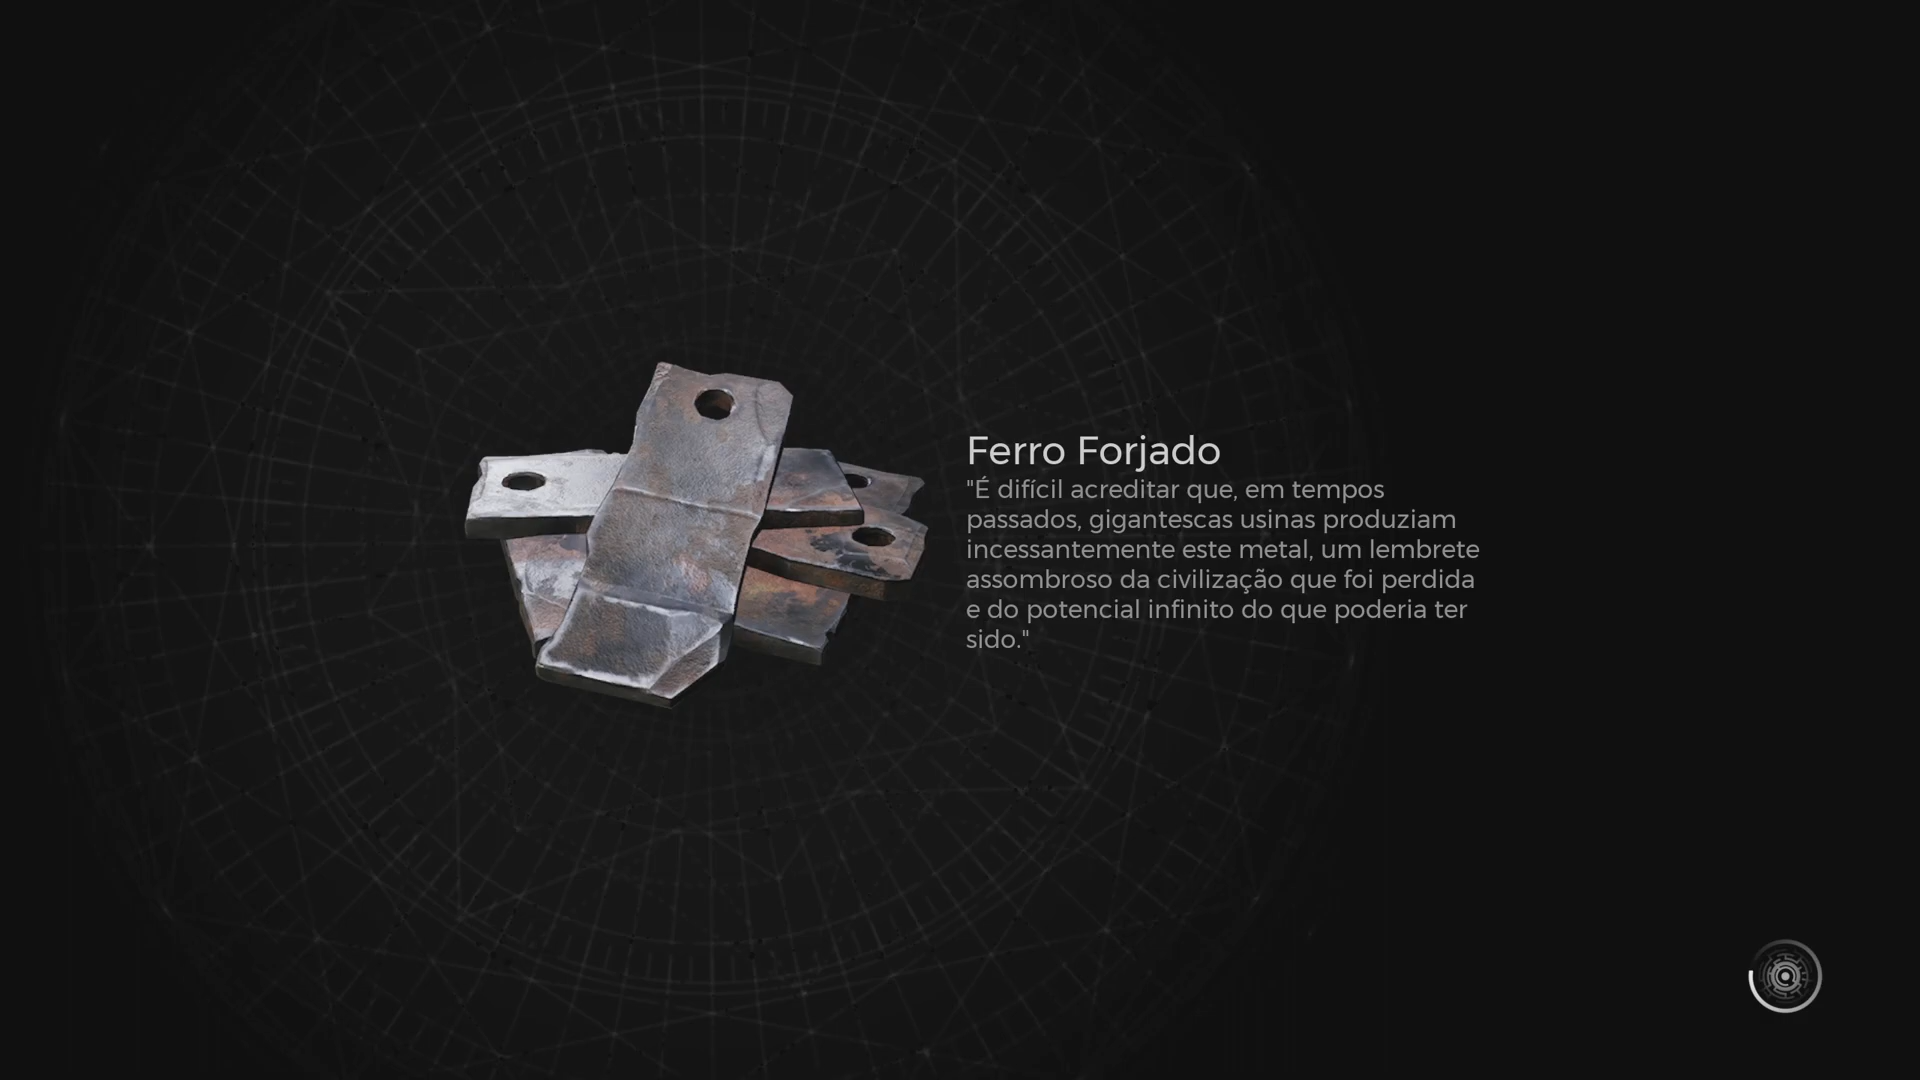 Ferro Forjado
"É difícil acreditar que, em tempos
passados, gigantescas usinas produziam
incessantemente este metal, um lembrete
assombroso da civilização que foi perdida
e do potencial infinito do que poderia ter
sido."